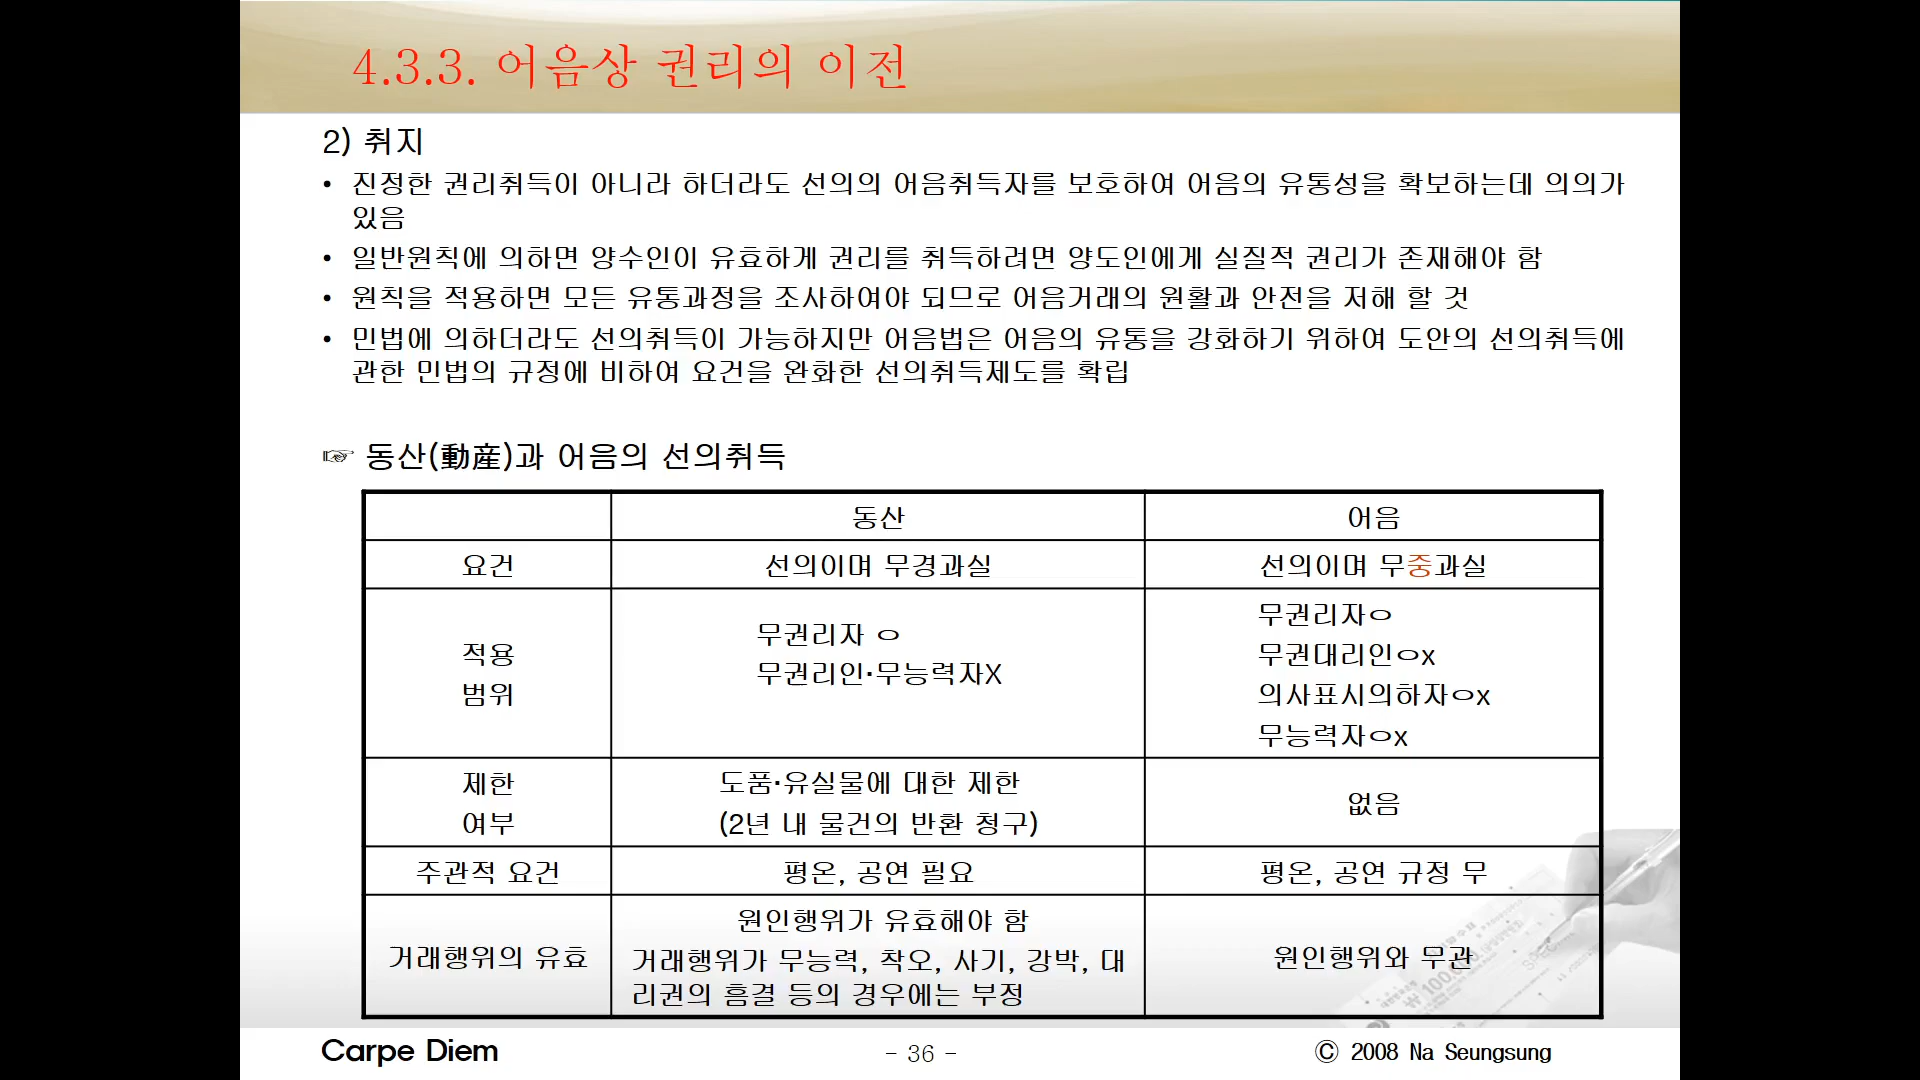 4.3.3. 어음상 권리의 이전
2) 취지
• 진정한 권리취득이 아니라 하더라도 선의의 어음취득자를 보호하여 어음의 유통성을 확보하는데 의의가
있음
• 일반원칙에 의하면 양수인이 유효하게 권리를 취득하려면 양도인에게 실질적 권리가 존재해야 함
• 원칙을 적용하면 모든 유통과정을 조사하여야 되므로 어음거래의 원활과 안전을 저해 할 것
• 민법에 의하더라도 선의취득이 가능하지만 어음법은 어음의 유통을 강화하기 위하여 도안의 선의취득에
관한 민법의 규정에 비하여 요건을 완화한 선의취득제도를 확립
☞ 동산(動産)과 어음의 선의취득
동산 어음
요건 선의이며 무경과실 선의이며 무중과실
적용
범위
무권리자 ㅇ
무권리인·무능력자X
무권리자ㅇ
무권대리인ㅇx
의사표시의하자ㅇx
무능력자ㅇx
제한
여부
도품·유실물에 대한 제한
(2년 내 물건의 반환 청구)
없음
주관적 요건 평온, 공연 필요 평온, 공연 규정 무
거래행위의 유효
원인행위가 유효해야 함
거래행위가 무능력, 착오, 사기, 강박, 대
리권의 흠결 등의 경우에는 부정
원인행위와 무관
₩100,000
Carpe Diem
- 36 -
ⓒ 2008 Na Seungsung